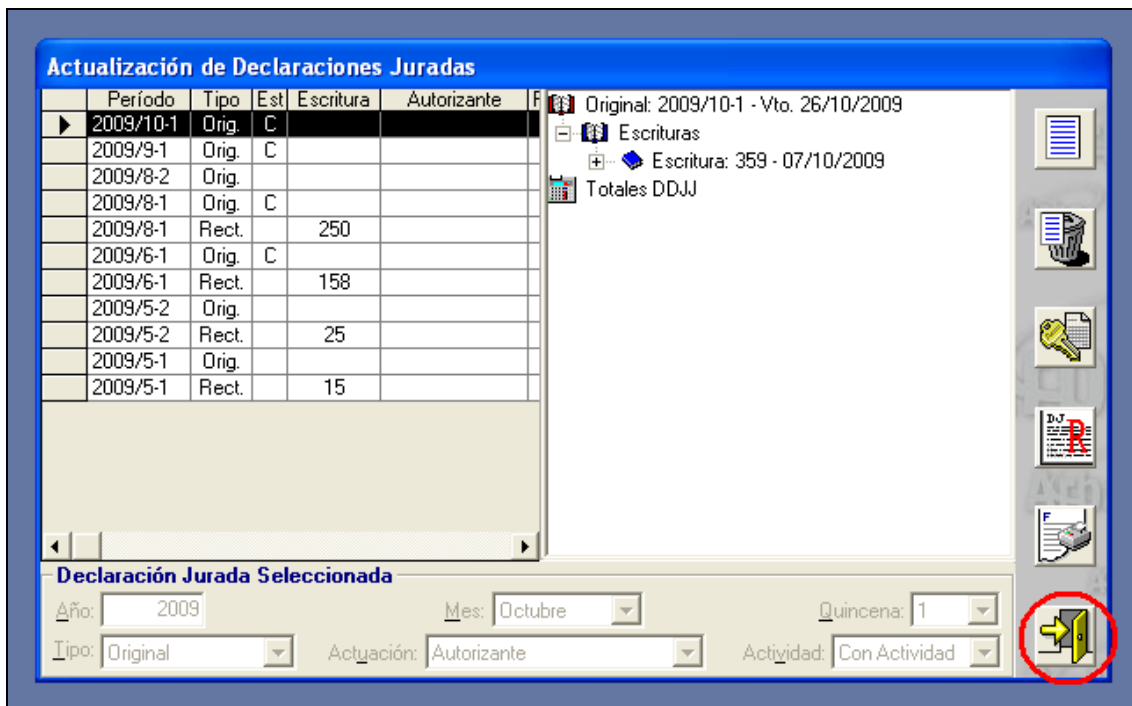 Actualización de Declaraciones Juradas
Período Tipo Est Escritura Autorizante
2009/10-1 Orig. C
2009/9-1 Orig. C
2009/8-2 Orig.
2009/8-1 Orig. C
2009/8-1 Rect. 250
2009/6-1 Orig. C
2009/6-1 Rect. 158
2009/5-2 Orig.
2009/5-2 Rect. 25
2009/5-1 Orig.
2009/5-1 Rect. 15
Original: 2009/10-1 - Vto. 26/10/2009
Escrituras
Escritura: 359 - 07/10/2009
Totales DDJJ
DJ
R
F
Declaración Jurada Seleccionada
Año: 2009 Mes: Octubre Quincena: 1
Tipo: Original Actuación: Autorizante Actividad: Con Actividad